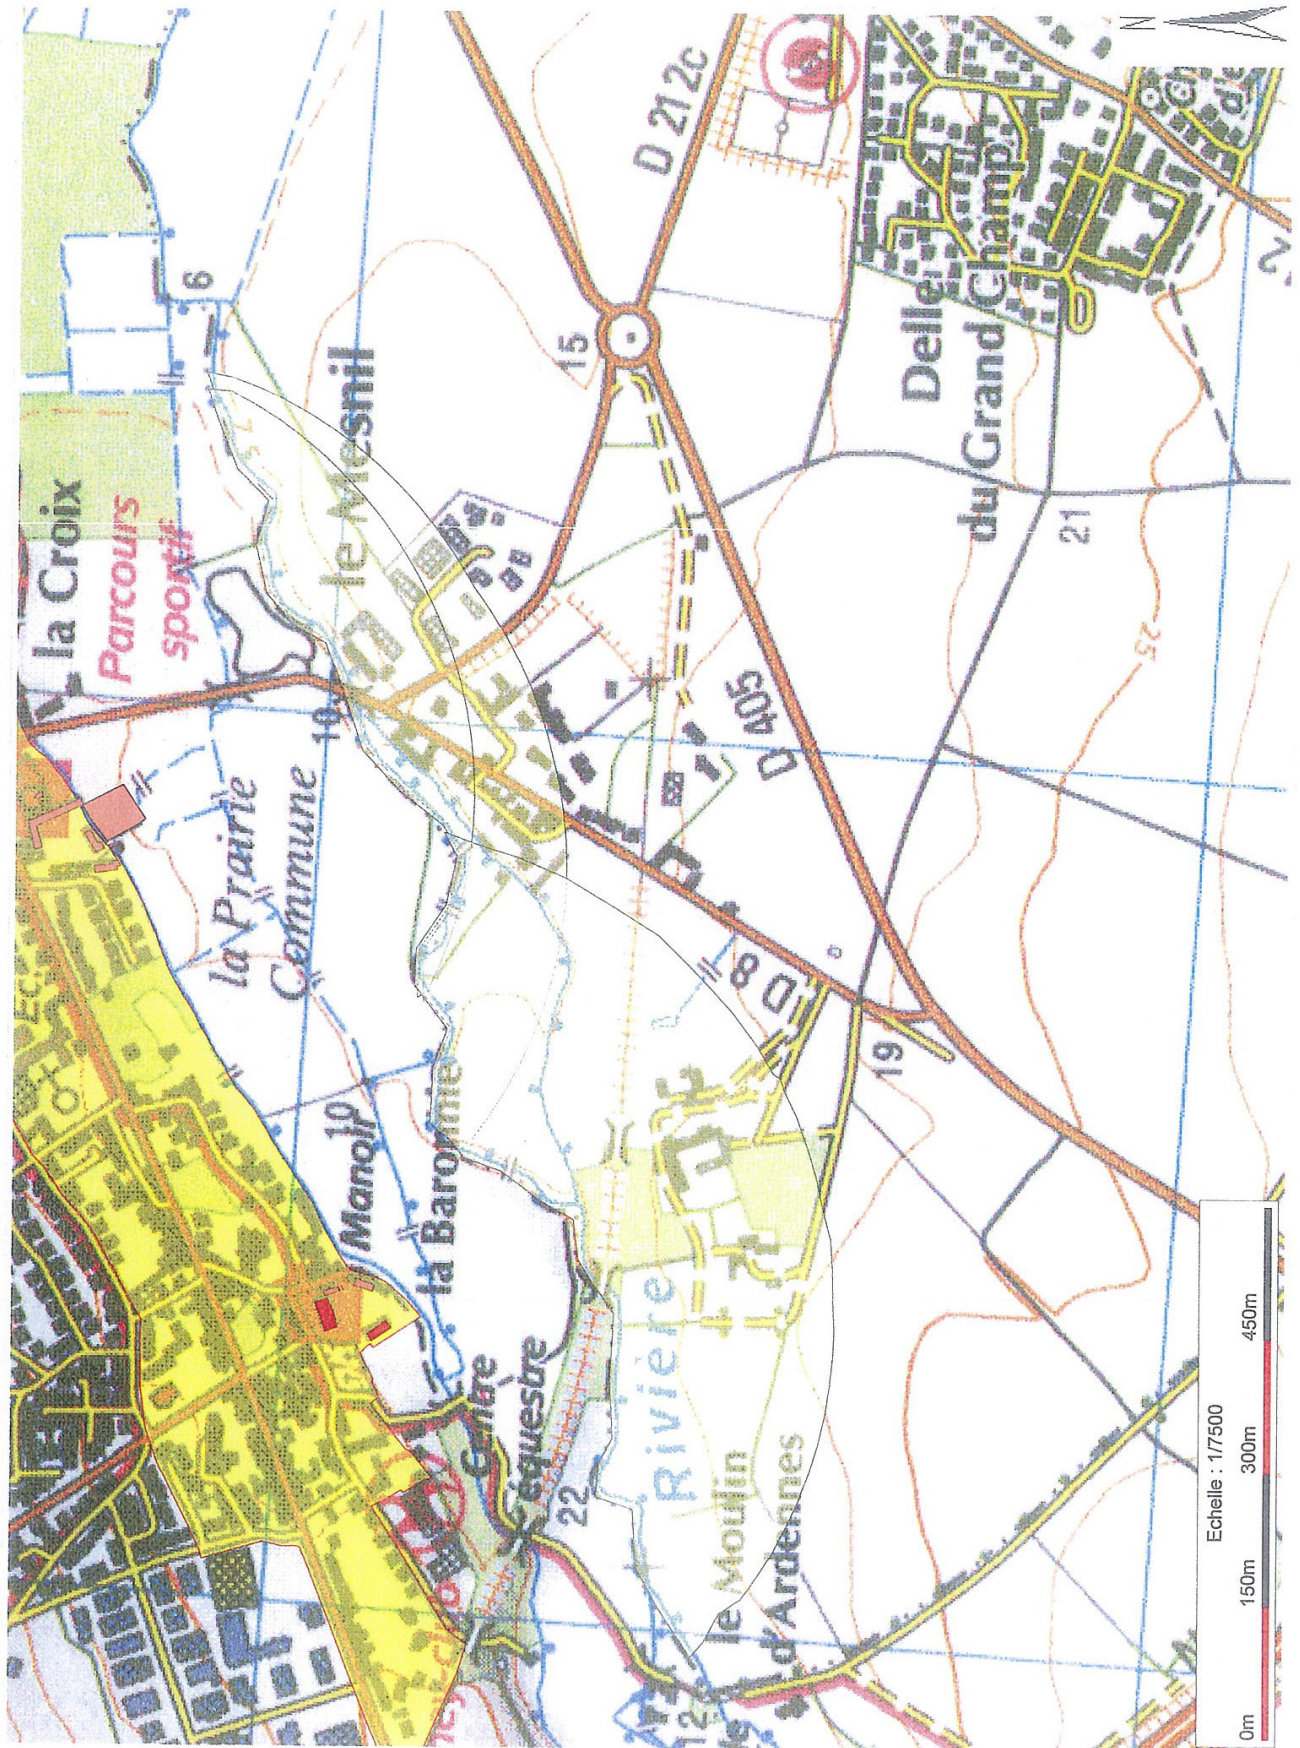 la Croix
Parcours
sportif
6
le Mesnil
D 212c
15
Delle
du Grand Champ
10
la Prairie
Commune
D 405
21
25
D 8
19
10
Manoir
la Baronnie
Centre
équestre
22
Rivière
le Moulin
d'Ardennes
12
N
Echelle : 1/7500
0m
150m
300m
450m